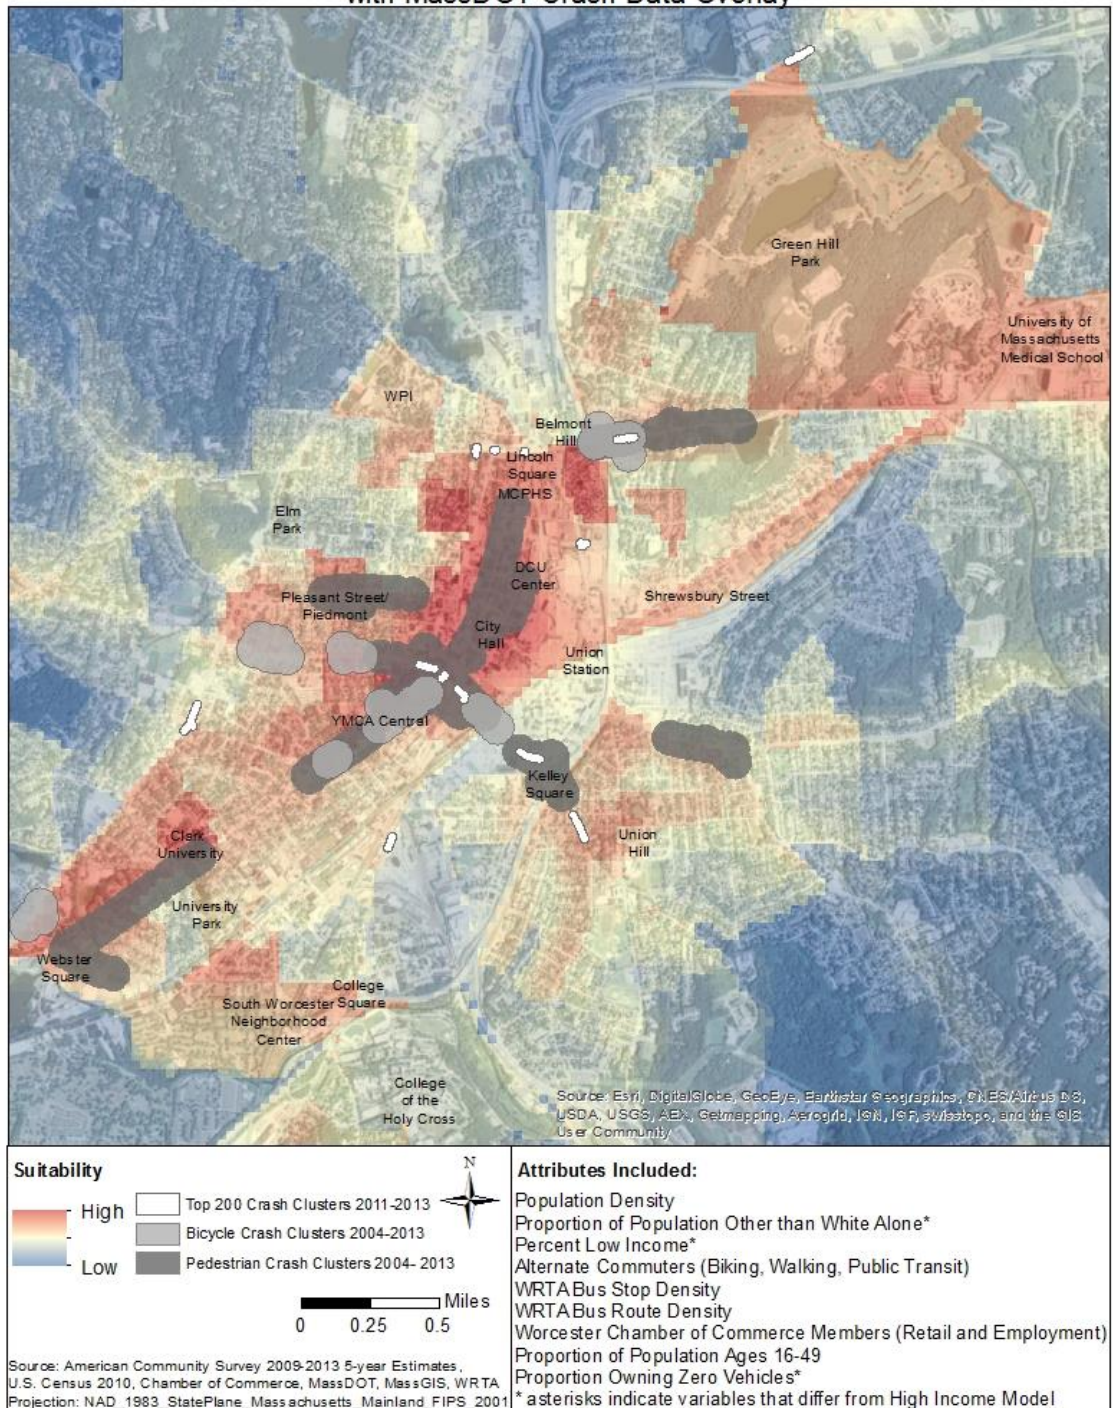 with MassDOT Crash Data Overlay
Green Hill
Park
University of
Massachusetts
Medical School
WPI
Belmont
Hill
Lincoln
Square
MCPHS
Elm
Park
DCU
Center
Pleasant Street/
Piedmont
Shrewsbury Street
City
Hall
Union
Station
YMCA Central
Kelley
Square
Clark
University
Union
Hill
University
Park
Webster
Square
College
Square
South Worcester
Neighborhood
Center
College
of the
Holy Cross
Source: Esri, DigitalGlobe, GeoEye, Earthstar Geographics, CNES/Airbus DS,
USDA, USGS, AEX, Getmapping, Aerogrid, IGN, IGP, swisstopo, and the GIS
User Community
Suitability
High
Low
Top 200 Crash Clusters 2011-2013
Bicycle Crash Clusters 2004-2013
Pedestrian Crash Clusters 2004- 2013
N
Miles
0 0.25 0.5
Source: American Community Survey 2009-2013 5-year Estimates,
U.S. Census 2010, Chamber of Commerce, MassDOT, MassGIS, WRTA
Projection: NAD 1983 StatePlane Massachusetts Mainland FIPS 2001
Attributes Included:
Population Density
Proportion of Population Other than White Alone*
Percent Low Income*
Alternate Commuters (Biking, Walking, Public Transit)
WRTA Bus Stop Density
WRTA Bus Route Density
Worcester Chamber of Commerce Members (Retail and Employment)
Proportion of Population Ages 16-49
Proportion Owning Zero Vehicles*
* asterisks indicate variables that differ from High Income Model